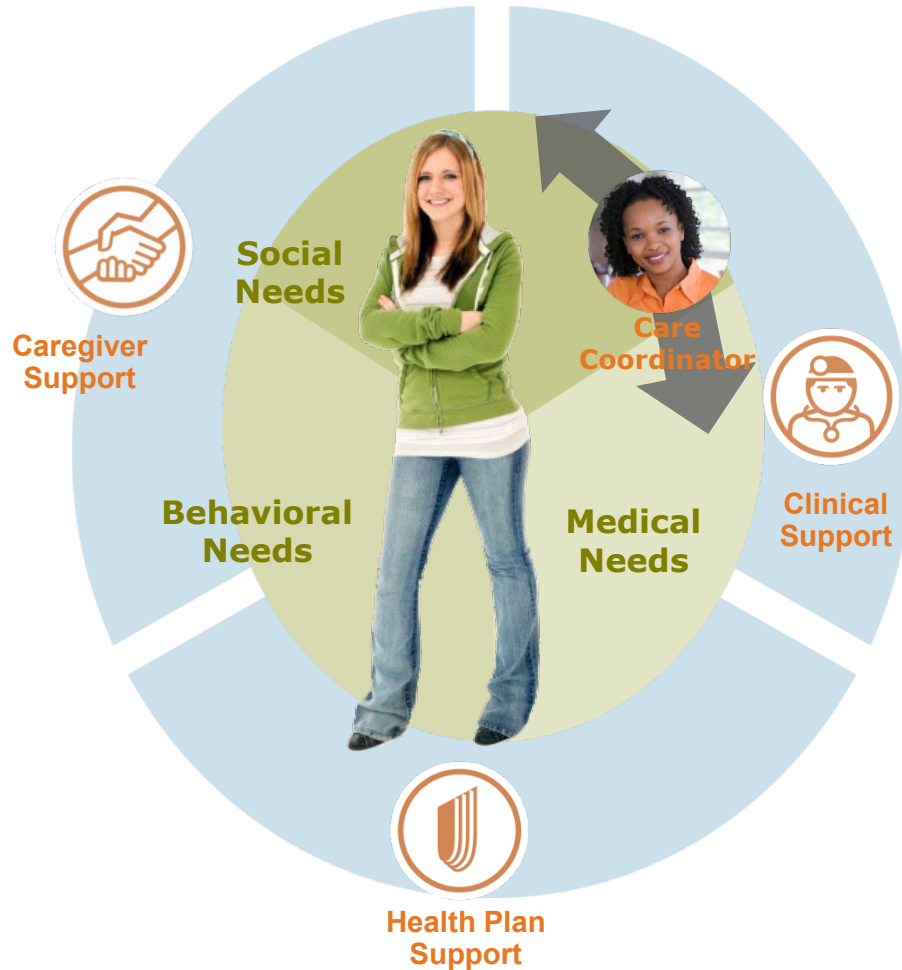 Social
Needs
Caregiver
Support
Care
Coordinator
Behavioral
Needs
Medical
Needs
Clinical
Support
Health Plan
Support